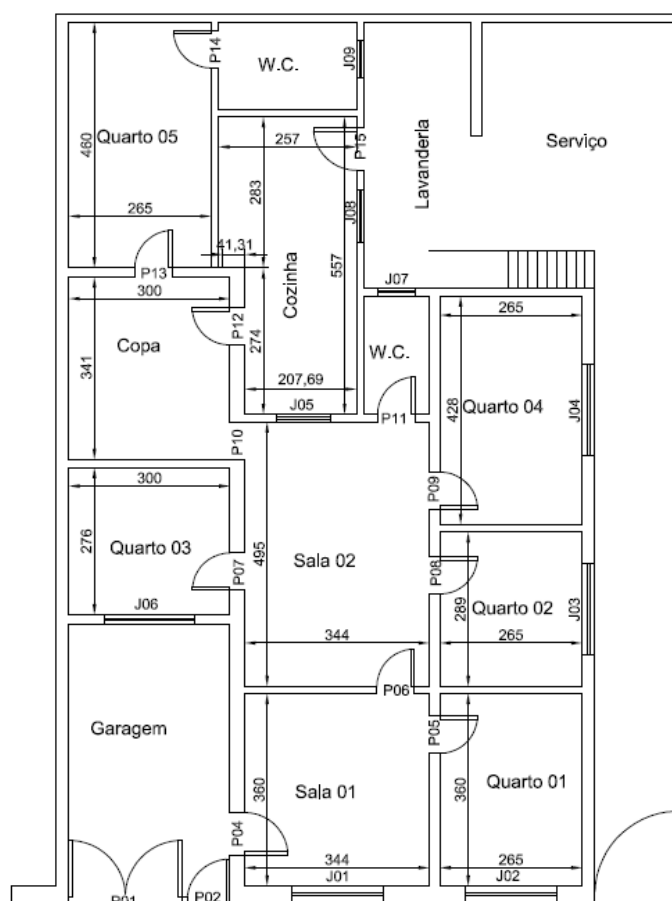 P14
W.C.
J09
460
Quarto 05
257
P15
Lavanderia
Serviço
283
265
41,31
J08
557
P13
Cozinha
J07
300
P12
265
Copa
274
W.C.
341
207,69
428
Quarto 04
J04
J05
P11
P10
300
P09
276
Quarto 03
495
Sala 02
P07
P08
289
Quarto 02
J03
J06
344
265
P06
Garagem
P05
360
Sala 01
360
Quarto 01
P04
344
265
J01
J02
P01
P02